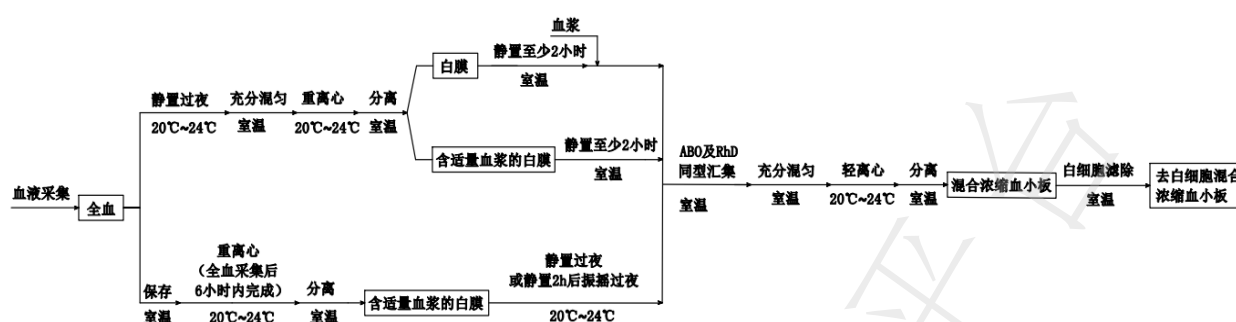 血浆
静置至少2小时
白膜
室温
静置过夜
充分混匀
重离心
分离
20℃~24℃
室温
20℃~24℃
室温
静置至少2小时
含适量血浆的白膜
室温
血液采集
全血
重离心
（全血采集后
6小时内完成）
保存
分离
室温
20℃~24℃
室温
含适量血浆的白膜
静置过夜
或静置2h后振摇过夜
20℃~24℃
ABO及RhD
同型汇集
室温
充分混匀
室温
轻离心
20℃~24℃
分离
室温
混合浓缩血小板
白细胞滤除
室温
去白细胞混合
浓缩血小板